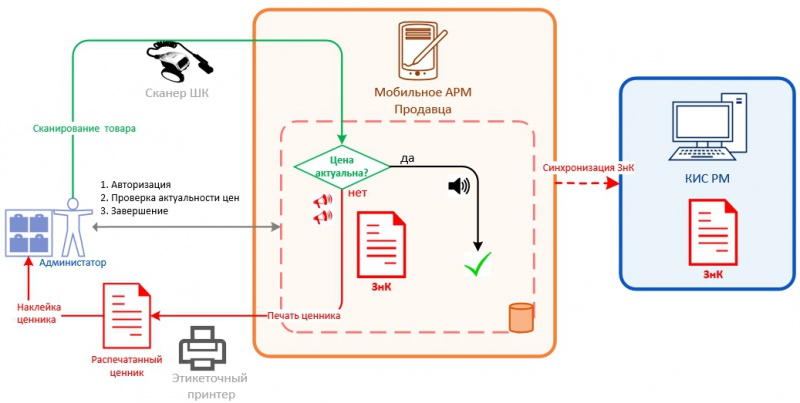 Сканер ШК
Мобильное АРМ
Продавца
Сканирование товара
Цена
актуальна?
да
нет
Синхронизация ЗнК
КИС РМ
1. Авторизация
2. Проверка актуальности цен
3. Завершение
Администатор
ЗнК
ЗнК
Наклейка
ценника
Печать ценника
Распечатанный
ценник
Этикеточный
принтер